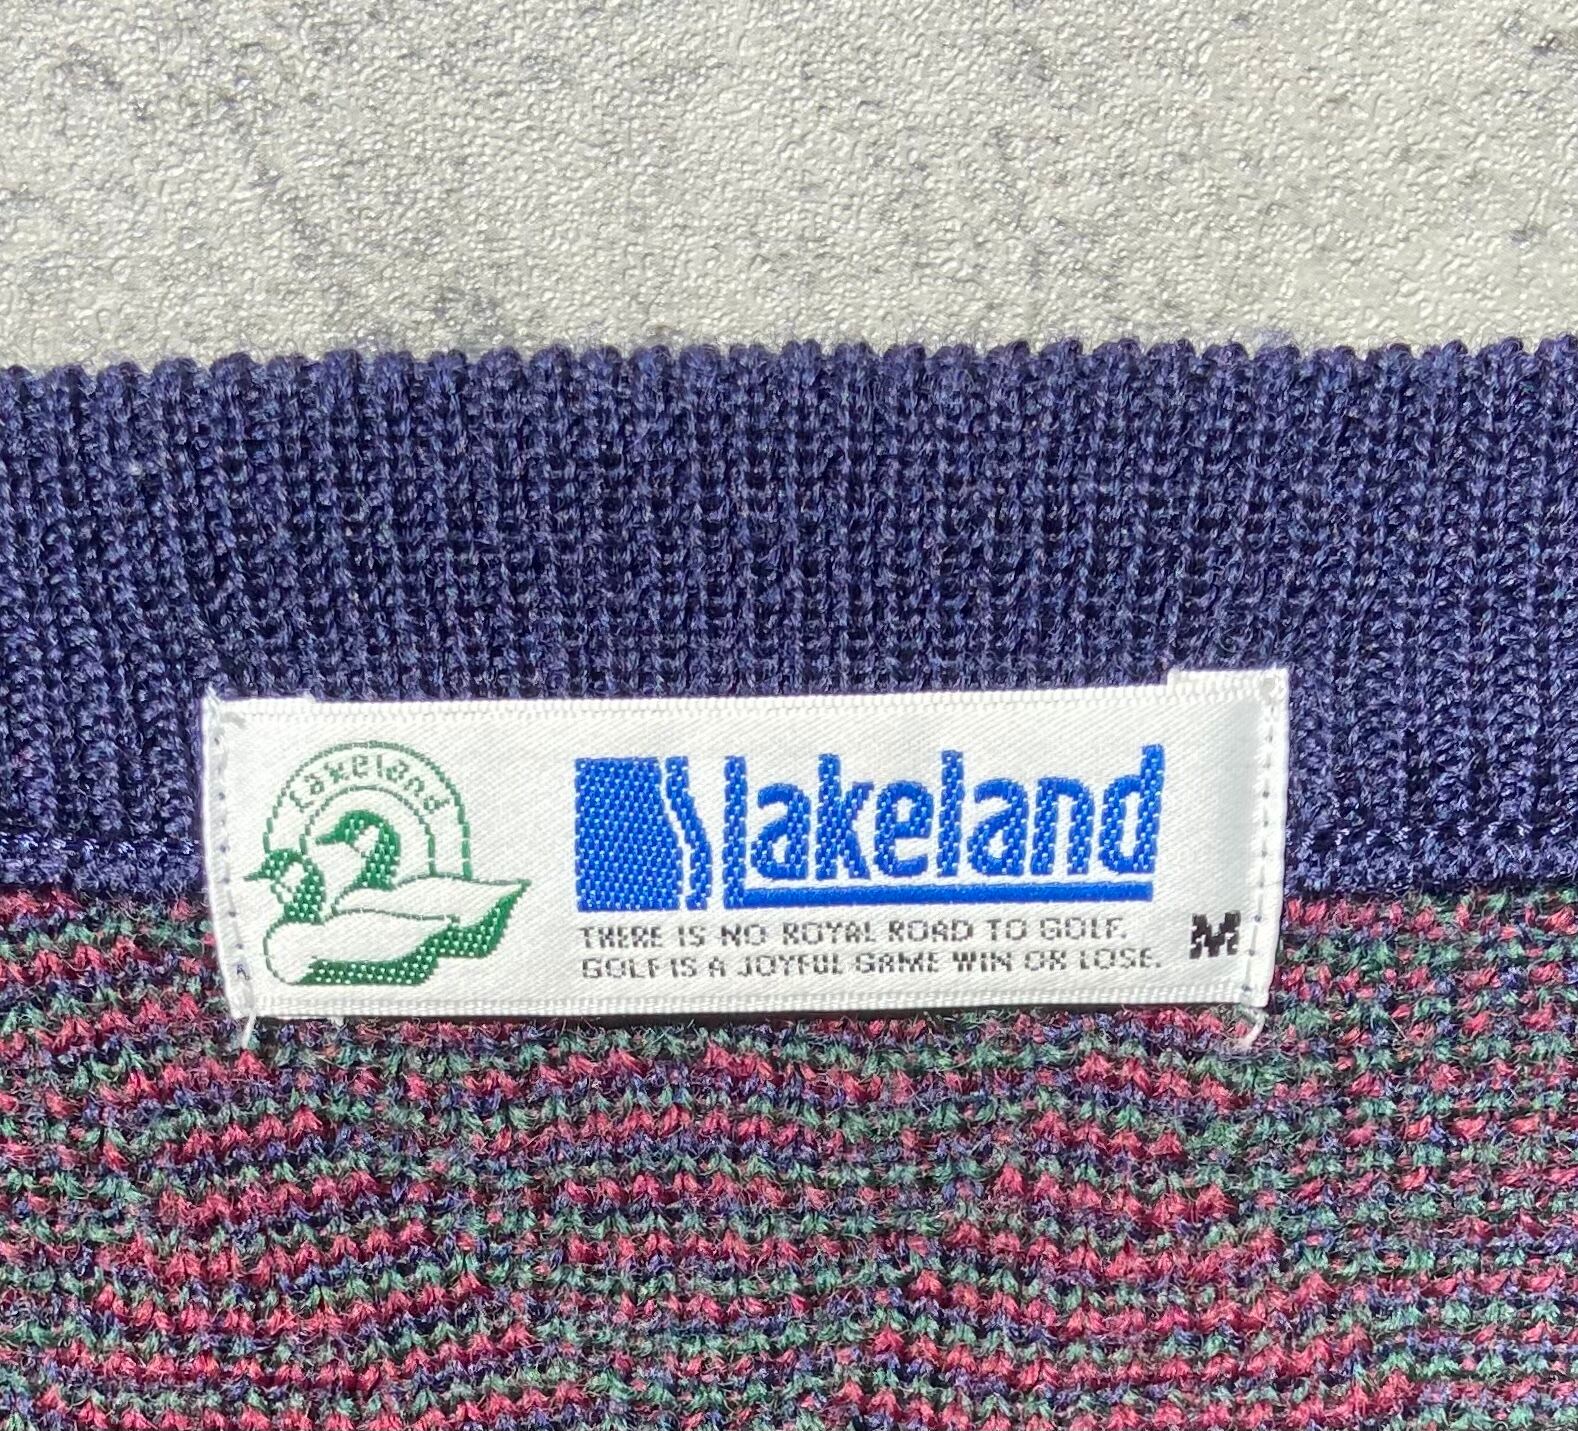 Lakeland
lakeland
THERE IS NO ROYAL ROAD TO GOLF.
GOLF IS A JOYFUL GAME WIN OR LOSE.
M